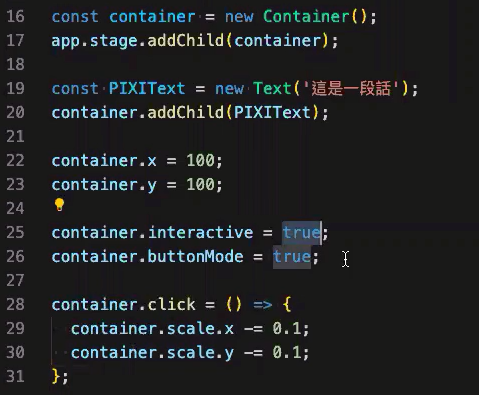 16 const container = new Container();
17 app.stage.addChild(container);
18
19 const PIXIText = new Text('這是一段話');
20 container.addChild(PIXIText);
21
22 container.x = 100;
23 container.y = 100;
24
25 container.interactive = true;
26 container.buttonMode = true;
27
28 container.click = () => {
29   container.scale.x -= 0.1;
30   container.scale.y -= 0.1;
31 };